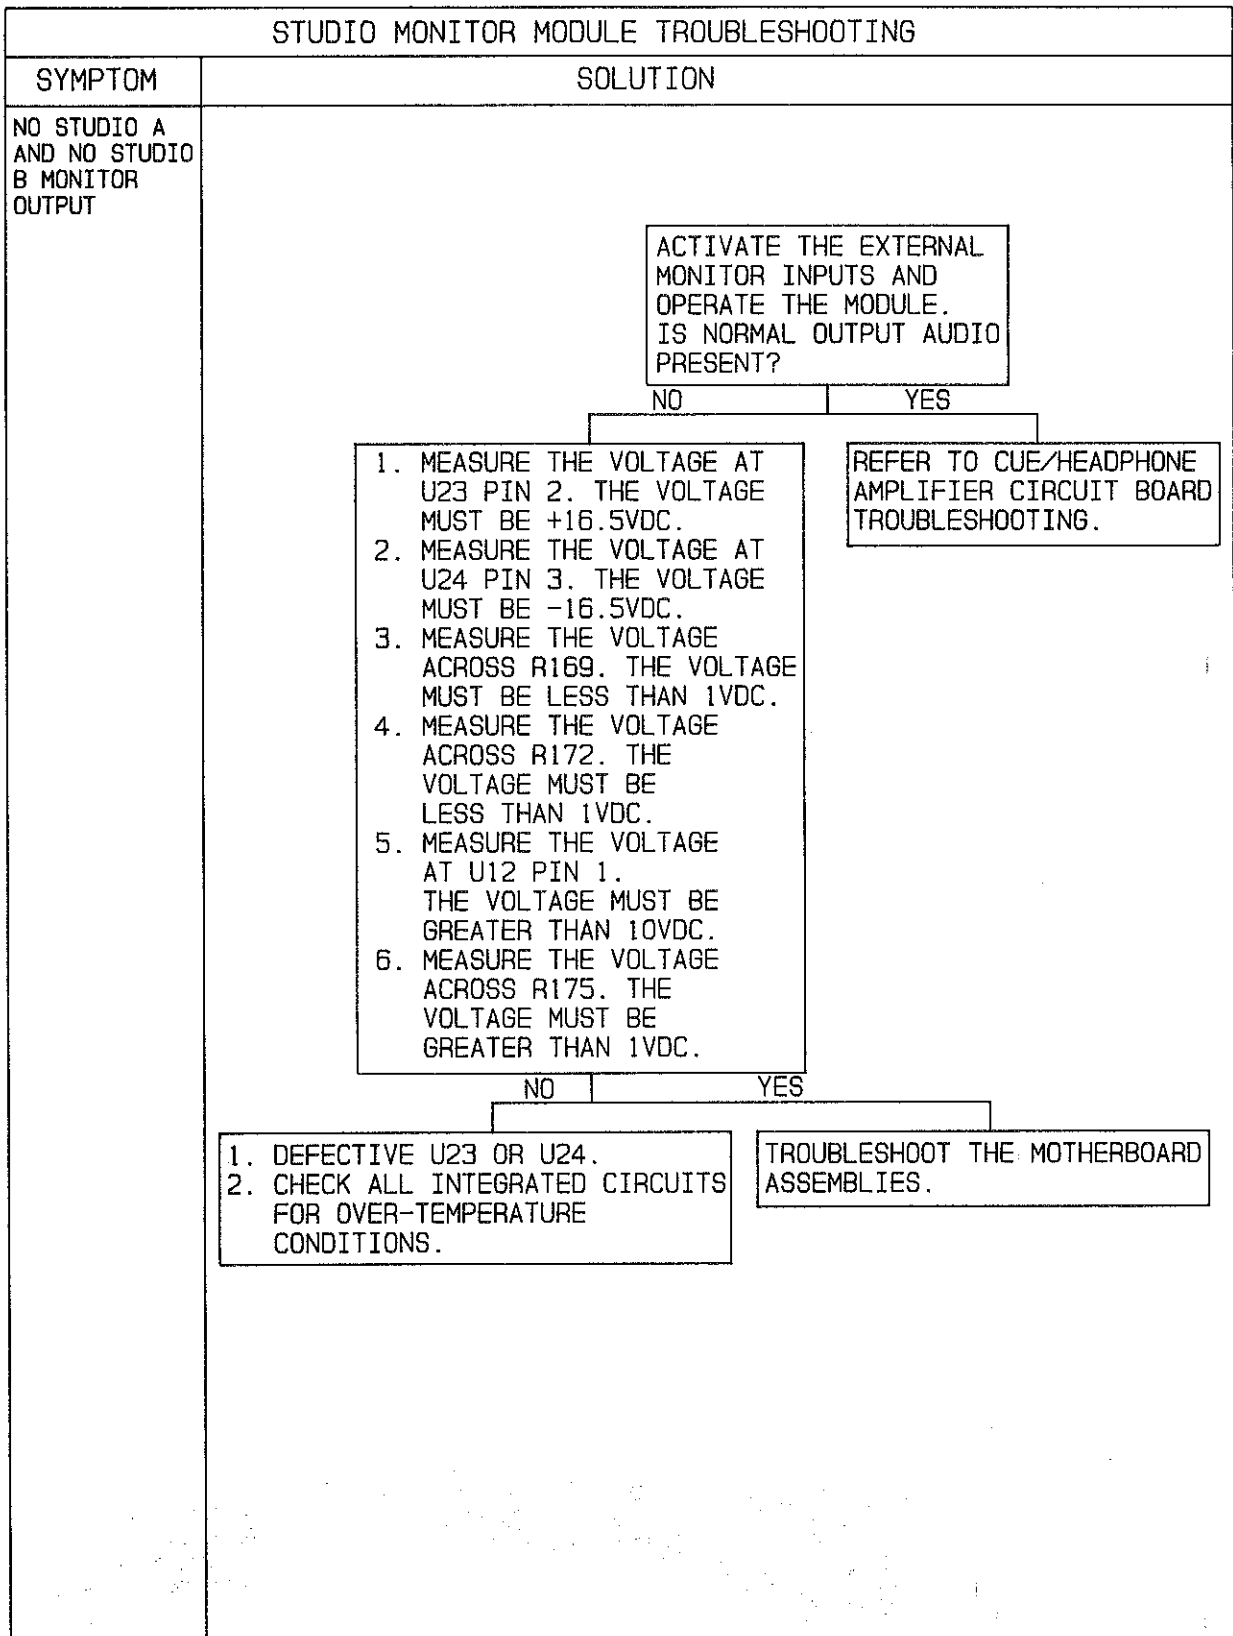 STUDIO MONITOR MODULE TROUBLESHOOTING
SYMPTOM
SOLUTION
NO STUDIO A
AND NO STUDIO
B MONITOR
OUTPUT
ACTIVATE THE EXTERNAL
MONITOR INPUTS AND
OPERATE THE MODULE.
IS NORMAL OUTPUT AUDIO
PRESENT?
NO
YES
1. MEASURE THE VOLTAGE AT
U23 PIN 2. THE VOLTAGE
MUST BE +16.5VDC.
2. MEASURE THE VOLTAGE AT
U24 PIN 3. THE VOLTAGE
MUST BE -16.5VDC.
3. MEASURE THE VOLTAGE
ACROSS R169. THE VOLTAGE
MUST BE LESS THAN 1VDC.
4. MEASURE THE VOLTAGE
ACROSS R172. THE
VOLTAGE MUST BE
LESS THAN 1VDC.
5. MEASURE THE VOLTAGE
AT U12 PIN 1.
THE VOLTAGE MUST BE
GREATER THAN 10VDC.
6. MEASURE THE VOLTAGE
ACROSS R175. THE
VOLTAGE MUST BE
GREATER THAN 1VDC.
REFER TO CUE/HEADPHONE
AMPLIFIER CIRCUIT BOARD
TROUBLESHOOTING.
NO
YES
1. DEFECTIVE U23 OR U24.
2. CHECK ALL INTEGRATED CIRCUITS
FOR OVER-TEMPERATURE
CONDITIONS.
TROUBLESHOOT THE MOTHERBOARD
ASSEMBLIES.